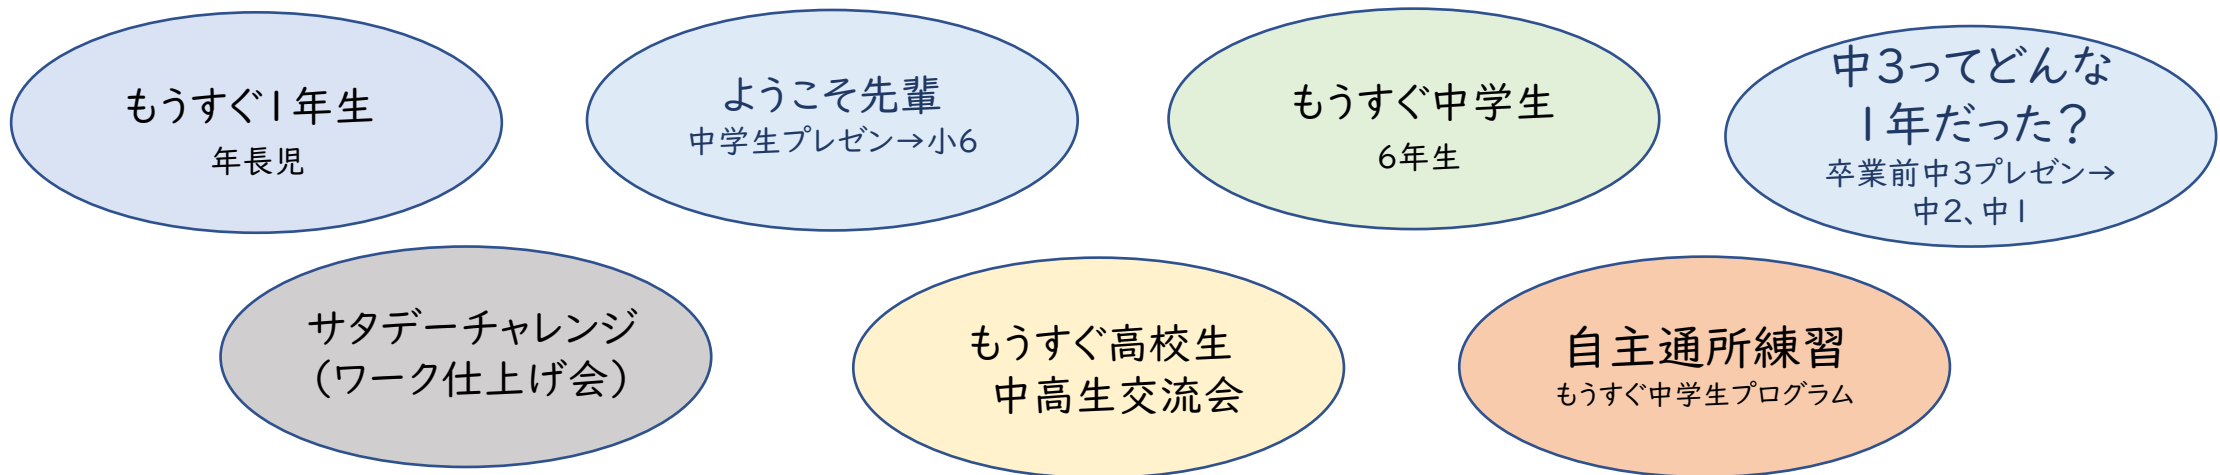 もうすぐ1年生
年長児
ようこそ先輩
中学生プレゼン→小6
もうすぐ中学生
6年生
中3ってどんな
1年だった?
卒業前中3プレゼン→
中2、中1
サタデーチャレンジ
(ワーク仕上げ会)
もうすぐ高校生
中高生交流会
自主通所練習
もうすぐ中学生プログラム